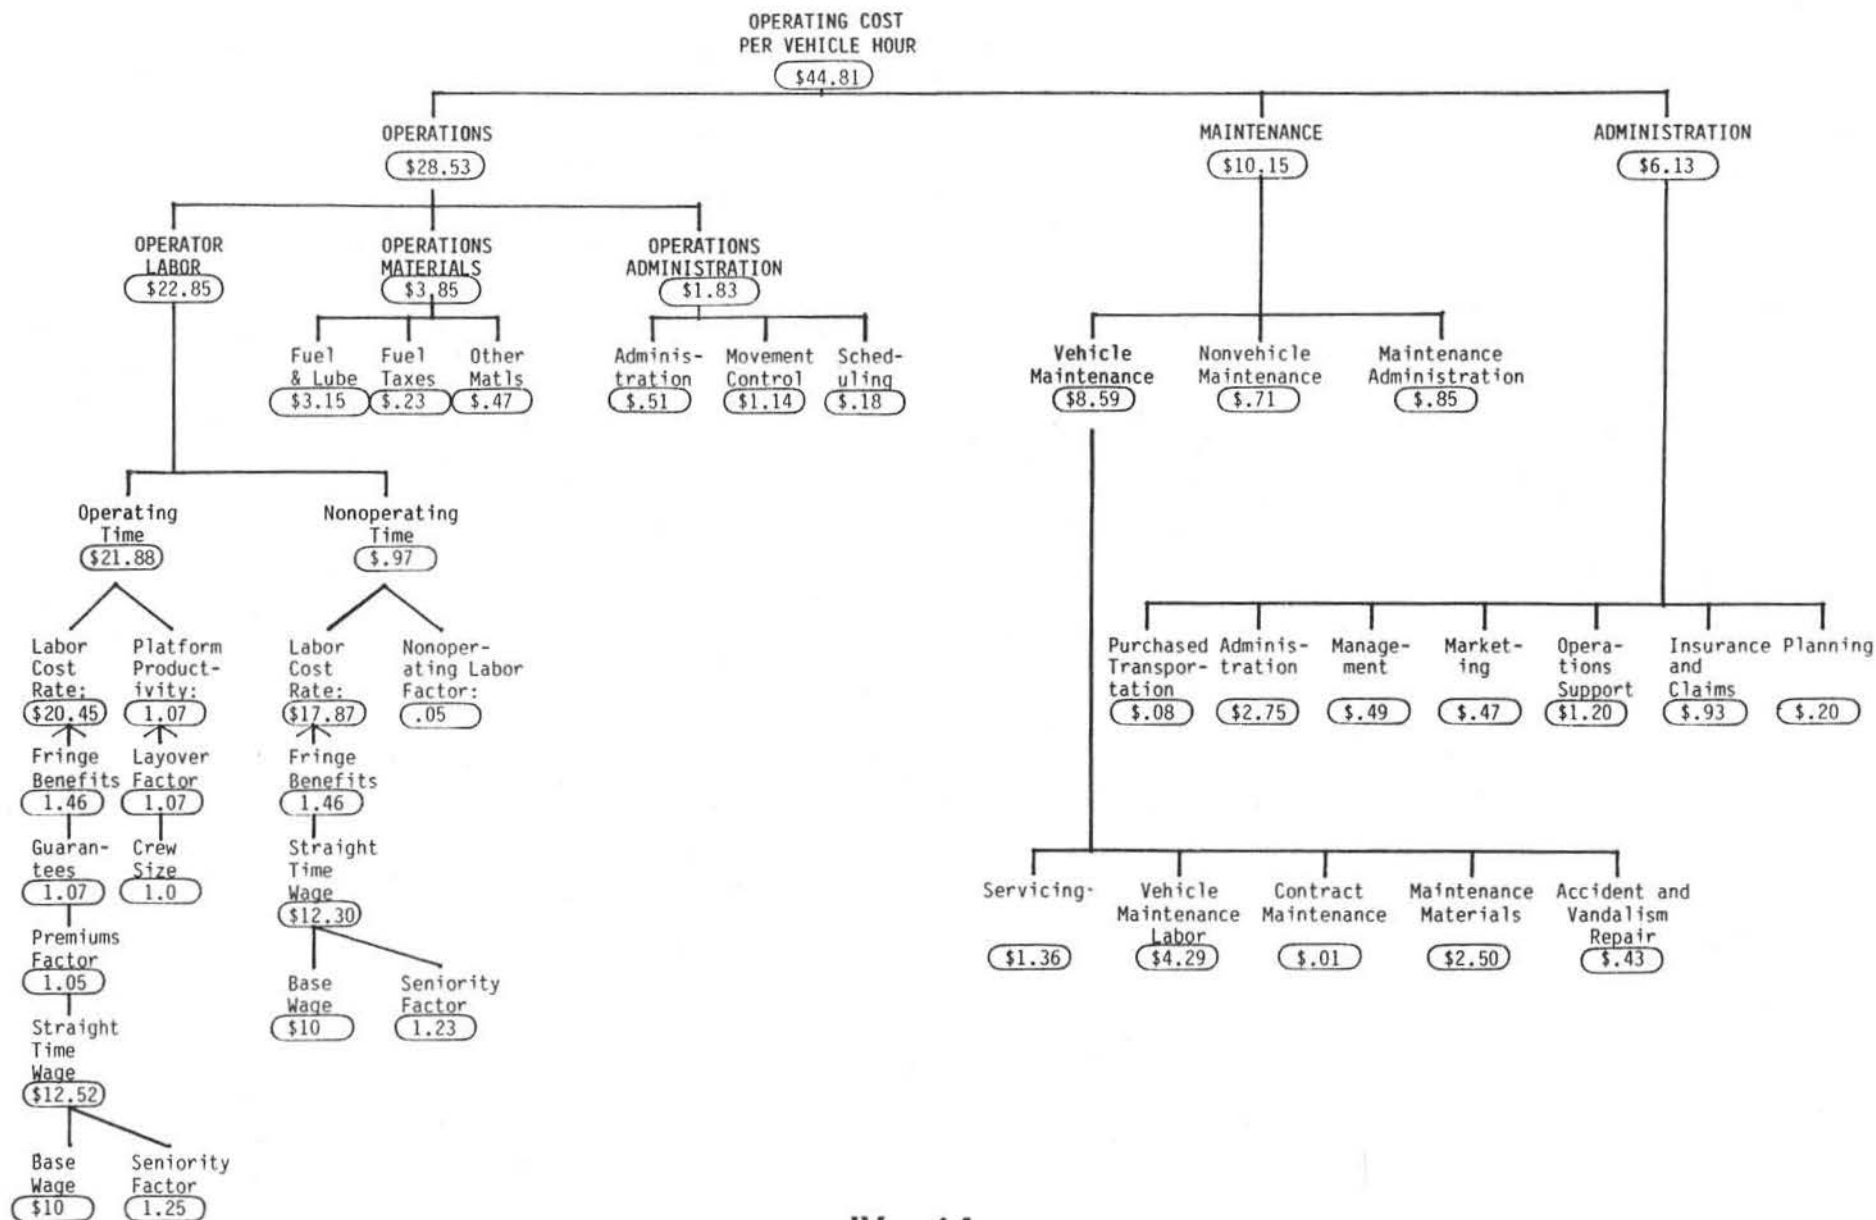 OPERATING COST
PER VEHICLE HOUR
$44.81
OPERATIONS
$28.53
MAINTENANCE
$10.15
ADMINISTRATION
$6.13
OPERATOR
LABOR
$22.85
OPERATIONS
MATERIALS
$3.85
OPERATIONS
ADMINISTRATION
$1.83
Fuel
& Lube
$3.15
Fuel
Taxes
$.23
Other
Matls
$.47
Adminis-
tration
$.51
Movement
Control
$1.14
Sched-
uling
$.18
Vehicle
Maintenance
$8.59
Nonvehicle
Maintenance
$.71
Maintenance
Administration
$.85
Operating
Time
$21.88
Nonoperating
Time
$.97
Labor
Cost
Rate:
$20.45
Platform
Product-
ivity:
1.07
Labor
Cost
Rate:
$17.87
Nonoper-
ating Labor
Factor:
.05
Fringe
Benefits
1.46
Layover
Factor
1.07
Fringe
Benefits
1.46
Guaran-
tees
1.07
Crew
Size
1.0
Straight
Time
Wage
$12.30
Premiums
Factor
1.05
Base
Wage
$10
Seniority
Factor
1.23
Straight
Time
Wage
$12.52
Base
Wage
$10
Seniority
Factor
1.25
Purchased
Transpor-
tation
$.08
Adminis-
tration
$2.75
Manage-
ment
$.49
Market-
ing
$.47
Opera-
tions
Support
$1.20
Insurance
and
Claims
$.93
Planning
$.20
Servicing-
$1.36
Vehicle
Maintenance
Labor
$4.29
Contract
Maintenance
$.01
Maintenance
Materials
$2.50
Accident and
Vandalism
Repair
$.43